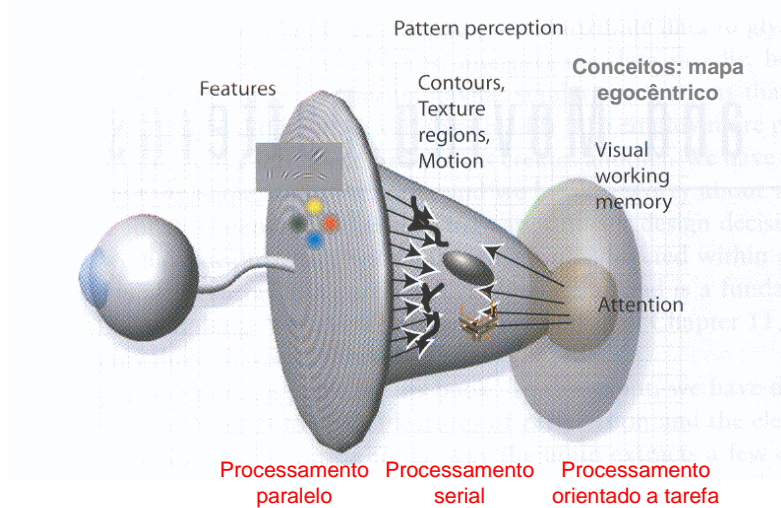 Pattern perception
Conceitos: mapa
egocêntrico
Features
Contours,
Texture
regions,
Motion
Visual
working
memory
Attention
Processamento
paralelo
Processamento
serial
Processamento
orientado a tarefa